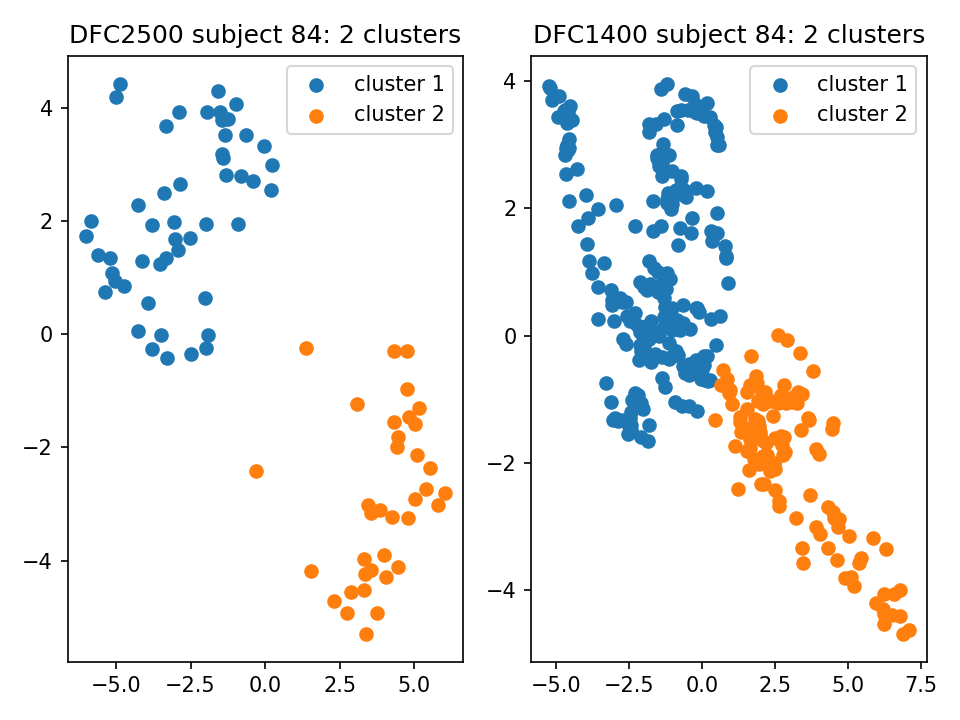 DFC2500 subject 84: 2 clusters
cluster 1
cluster 2
4
2
0
−2
−4
−5.0 −2.5 0.0 2.5 5.0
DFC1400 subject 84: 2 clusters
cluster 1
cluster 2
4
2
0
−2
−4
−5.0 −2.5 0.0 2.5 5.0 7.5